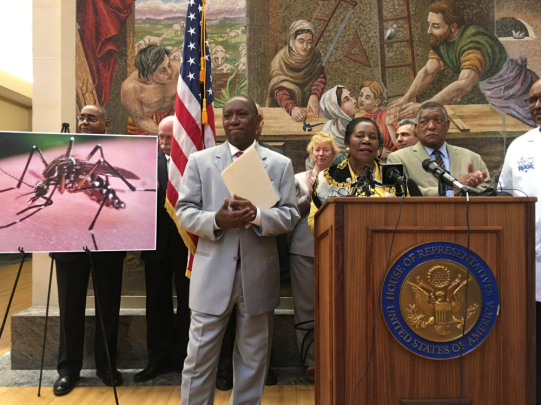 HOUSE OF REPRESENTATIVES
UNITED STATES OF AMERICA